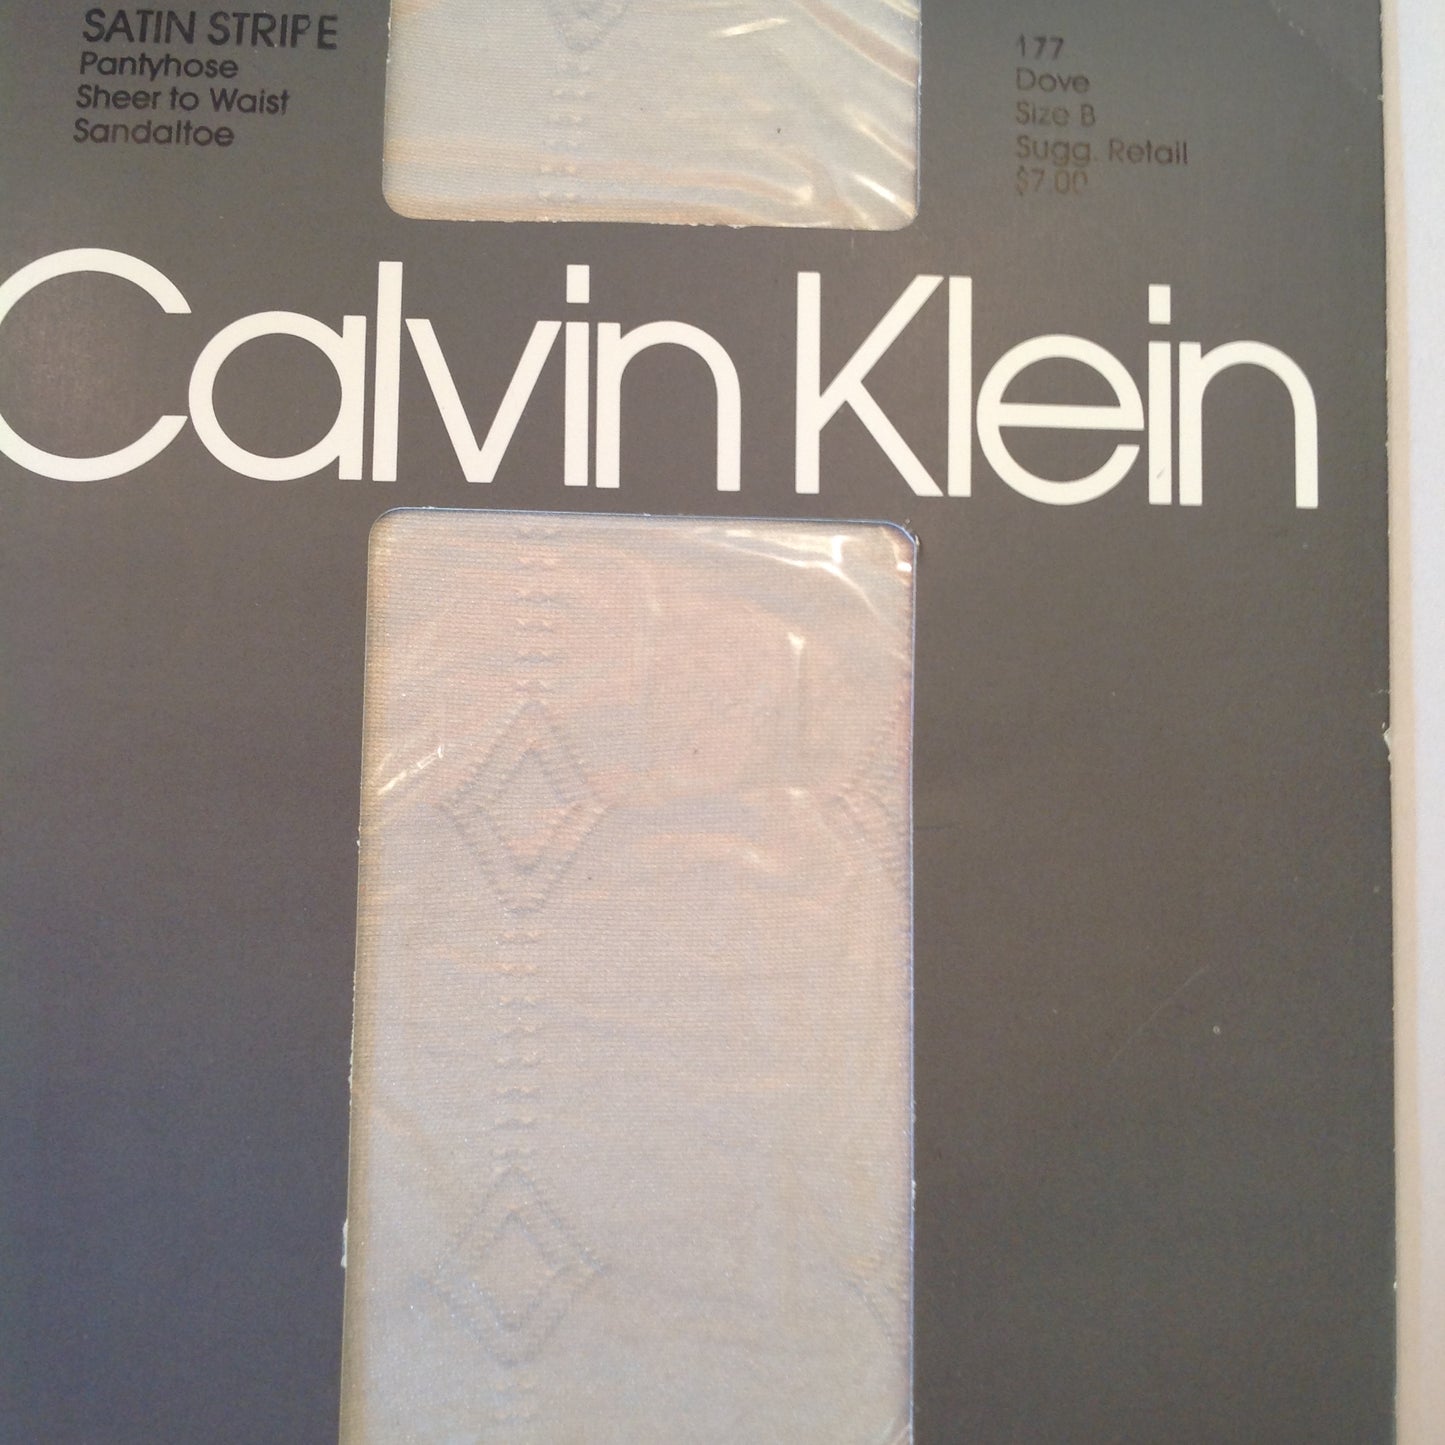 SATIN STRIPE
Pantyhose
Sheer to Waist
Sandaltoe
177
Dove
Size B
Sugg. Retail
$7.00
Calvin Klein